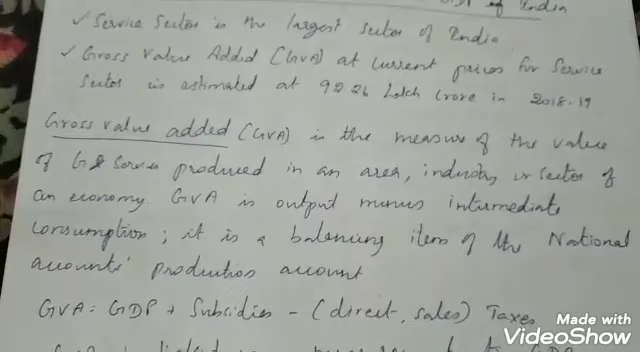 of India
✓ Service Sector is the largest sector of India
✓ Gross Value Added (GVA) at current prices for Service
Sector is estimated at 92.26 Lakh Crore in 2018-19
Gross value added (GVA) is the measure of the value
of G& Services produced in an area, industry or sector of
an economy. GVA is output minus intermediate
Consumption; it is a balancing item of the National
accounts' production account
GVA = GDP + Subsidies - (direct, sales) Taxes
Made with
VideoShow